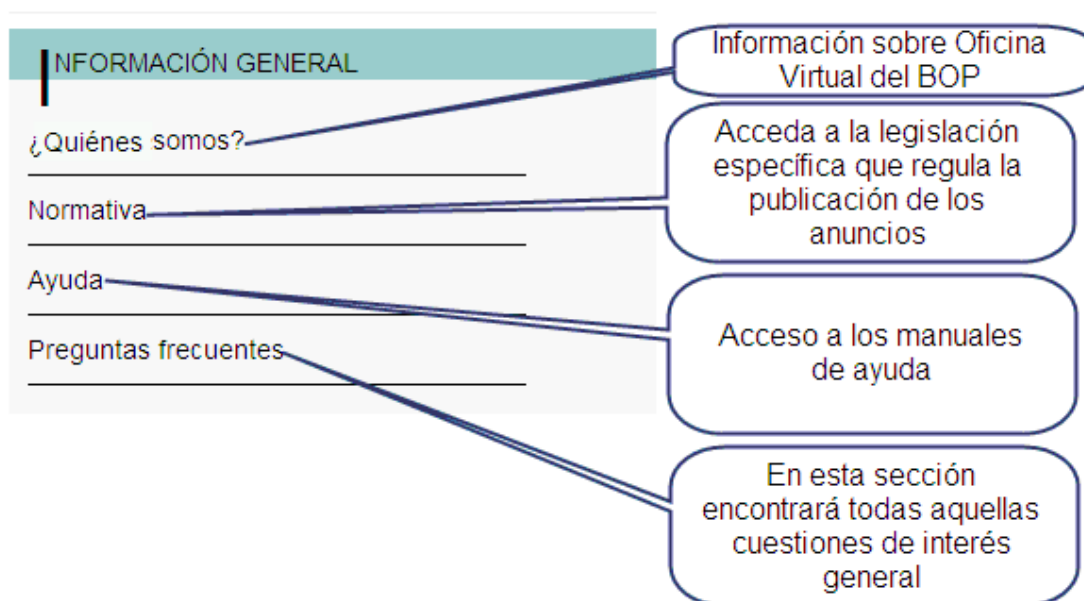 INFORMACIÓN GENERAL
¿Quiénes somos?
Normativa
Ayuda
Preguntas frecuentes
Información sobre Oficina
Virtual del BOP
Acceda a la legislación
específica que regula la
publicación de los
anuncios
Acceso a los manuales
de ayuda
En esta sección
encontrará todas aquellas
cuestiones de interés
general